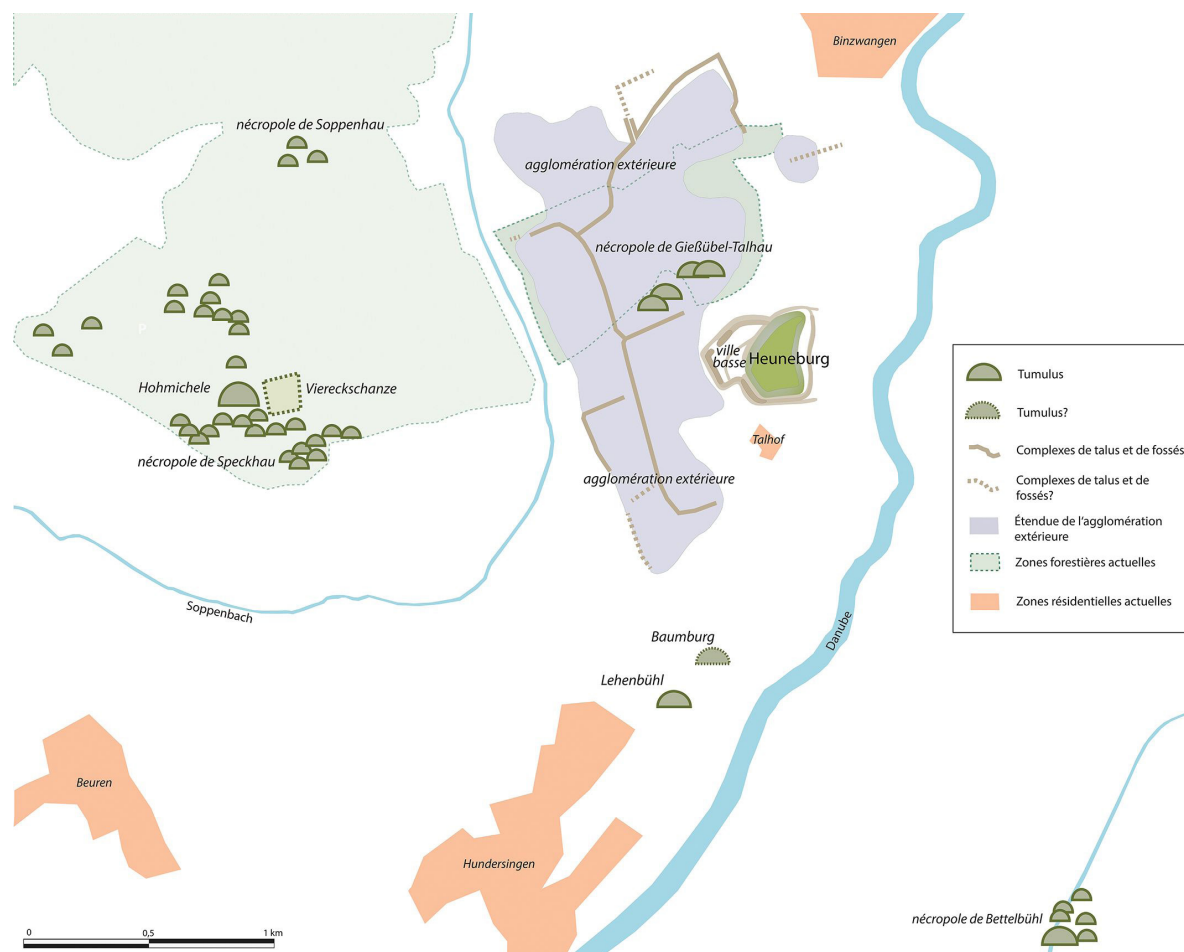 Binzwangen
nécropole de Soppenhau
agglomération extérieure
nécropole de Gießübel-Talhau
ville
basse
Heuneburg
Hohmichele
Viereckschanze
nécropole de Speckhau
Talhof
agglomération extérieure
Soppenbach
Danube
Baumburg
Lehenbühl
Beuren
Hundersingen
nécropole de Bettelbühl
Tumulus
Tumulus?
Complexes de talus et de fossés
Complexes de talus et de
fossés?
Étendue de l'agglomération
extérieure
Zones forestières actuelles
Zones résidentielles actuelles
0 0,5 1 km